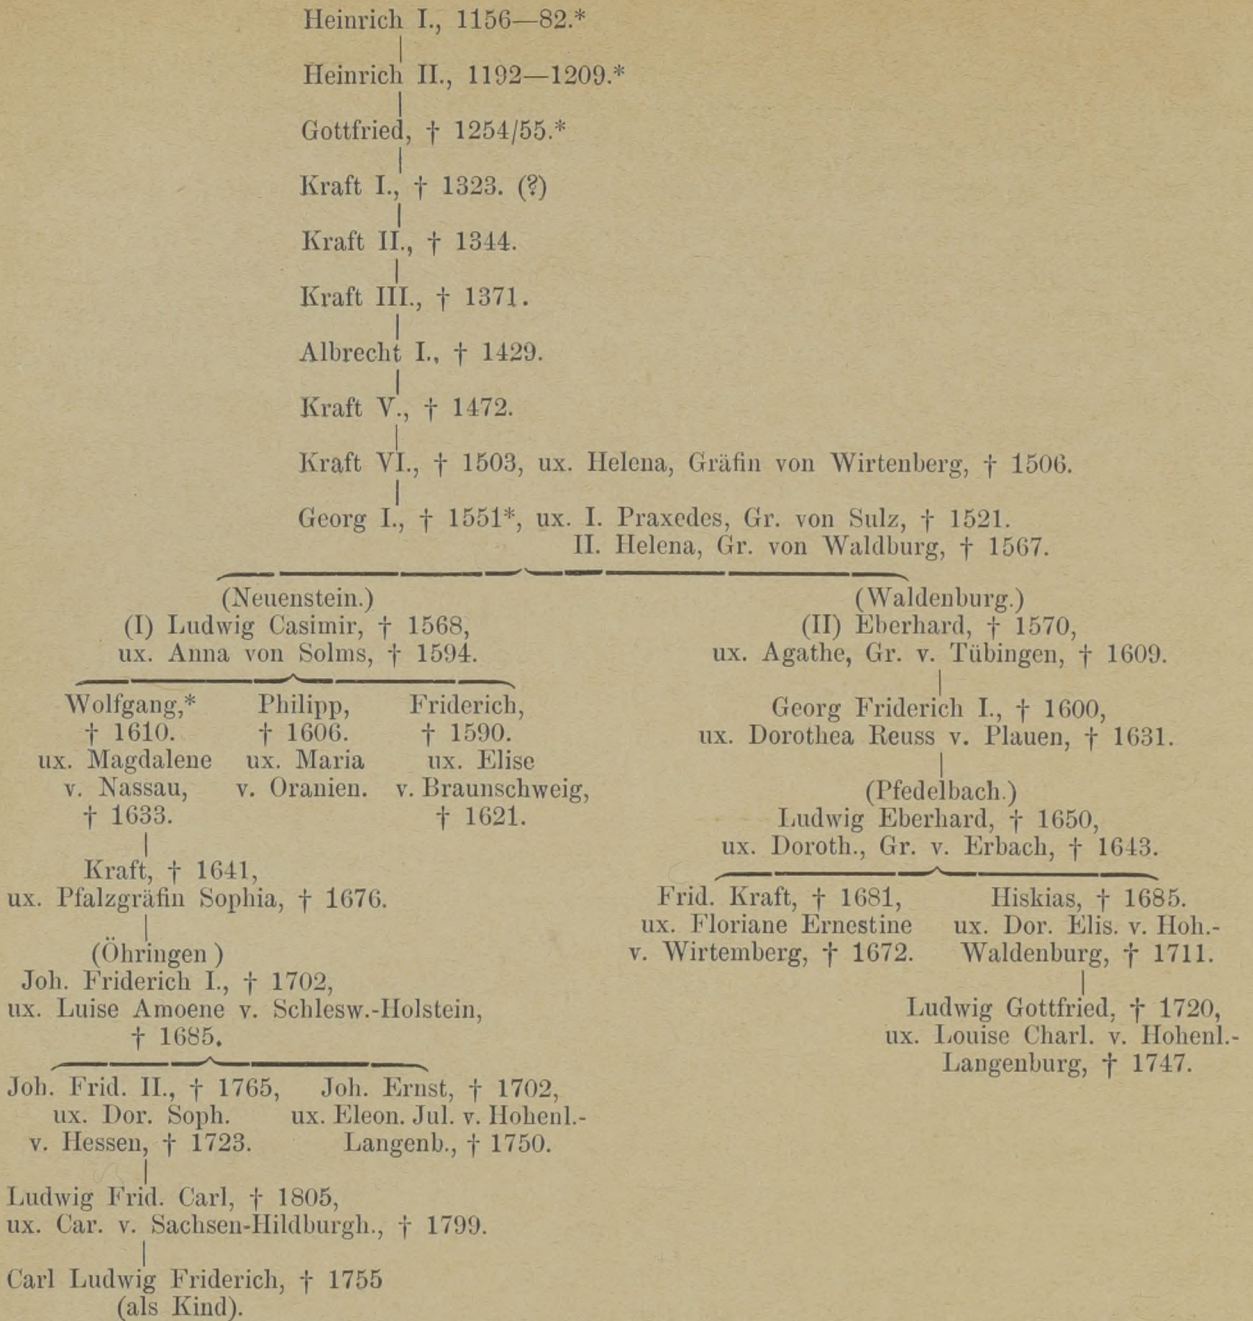 Heinrich I., 1156—82.*
Heinrich II., 1192—1209.*
Gottfried, † 1254/55.*
Kraft I., † 1323. (?)
Kraft II., † 1344.
Kraft III., † 1371.
Albrecht I., † 1429.
Kraft V., † 1472.
Kraft VI., † 1503, ux. Helena, Gräfin von Wirtenberg, † 1506.
Georg I., † 1551*, ux. I. Praxedes, Gr. von Sulz, † 1521.
II. Helena, Gr. von Waldburg, † 1567.
(Neuenstein.)
(I) Ludwig Casimir, † 1568,
ux. Anna von Solms, † 1594.
Wolfgang,*
† 1610.
ux. Magdalene
v. Nassau,
† 1633.
Philipp,
† 1606.
ux. Maria
v. Oranien.
Friderich,
† 1590.
ux. Elise
v. Braunschweig,
† 1621.
Kraft, † 1641,
ux. Pfalzgräfin Sophia, † 1676.
(Öhringen )
Joh. Friderich I., † 1702,
ux. Luise Amoene v. Schlesw.-Holstein,
† 1685.
Joh. Frid. II., † 1765,
ux. Dor. Soph.
v. Hessen, † 1723.
Joh. Ernst, † 1702,
ux. Eleon. Jul. v. Hohenl.-
Langenb., † 1750.
Ludwig Frid. Carl, † 1805,
ux. Car. v. Sachsen-Hildburgh., † 1799.
Carl Ludwig Friderich, † 1755
(als Kind).
(Waldenburg.)
(II) Eberhard, † 1570,
ux. Agathe, Gr. v. Tübingen, † 1609.
Georg Friderich I., † 1600,
ux. Dorothea Reuss v. Plauen, † 1631.
(Pfedelbach.)
Ludwig Eberhard, † 1650,
ux. Doroth., Gr. v. Erbach, † 1643.
Frid. Kraft, † 1681,
ux. Floriane Ernestine
v. Wirtemberg, † 1672.
Hiskias, † 1685.
ux. Dor. Elis. v. Hoh.-
Waldenburg, † 1711.
Ludwig Gottfried, † 1720,
ux. Louise Charl. v. Hohenl.-
Langenburg, † 1747.